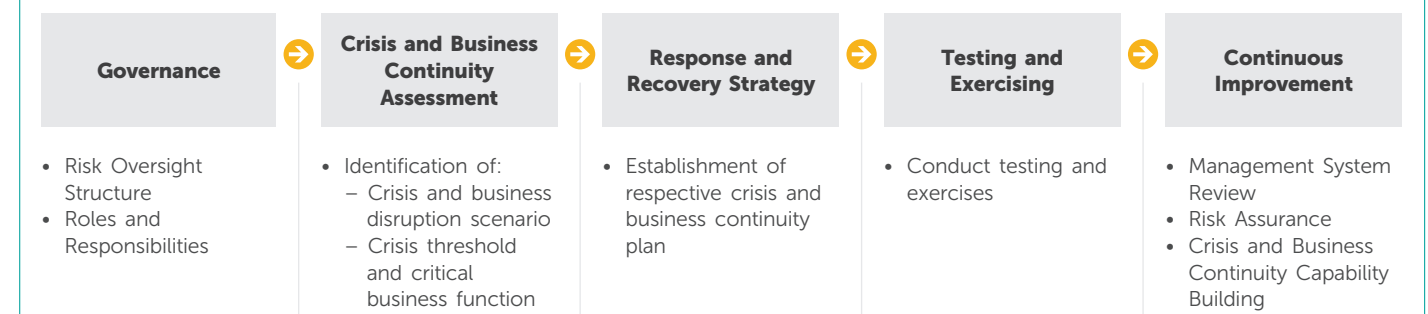 Governance
Crisis and Business
Continuity
Assessment
Response and
Recovery Strategy
Testing and
Exercising
Continuous
Improvement
• Risk Oversight
Structure
• Roles and
Responsibilities
• Identification of:
– Crisis and business
disruption scenario
– Crisis threshold
and critical
business function
• Establishment of
respective crisis and
business continuity
plan
• Conduct testing and
exercises
• Management System
Review
• Risk Assurance
• Crisis and Business
Continuity Capability
Building